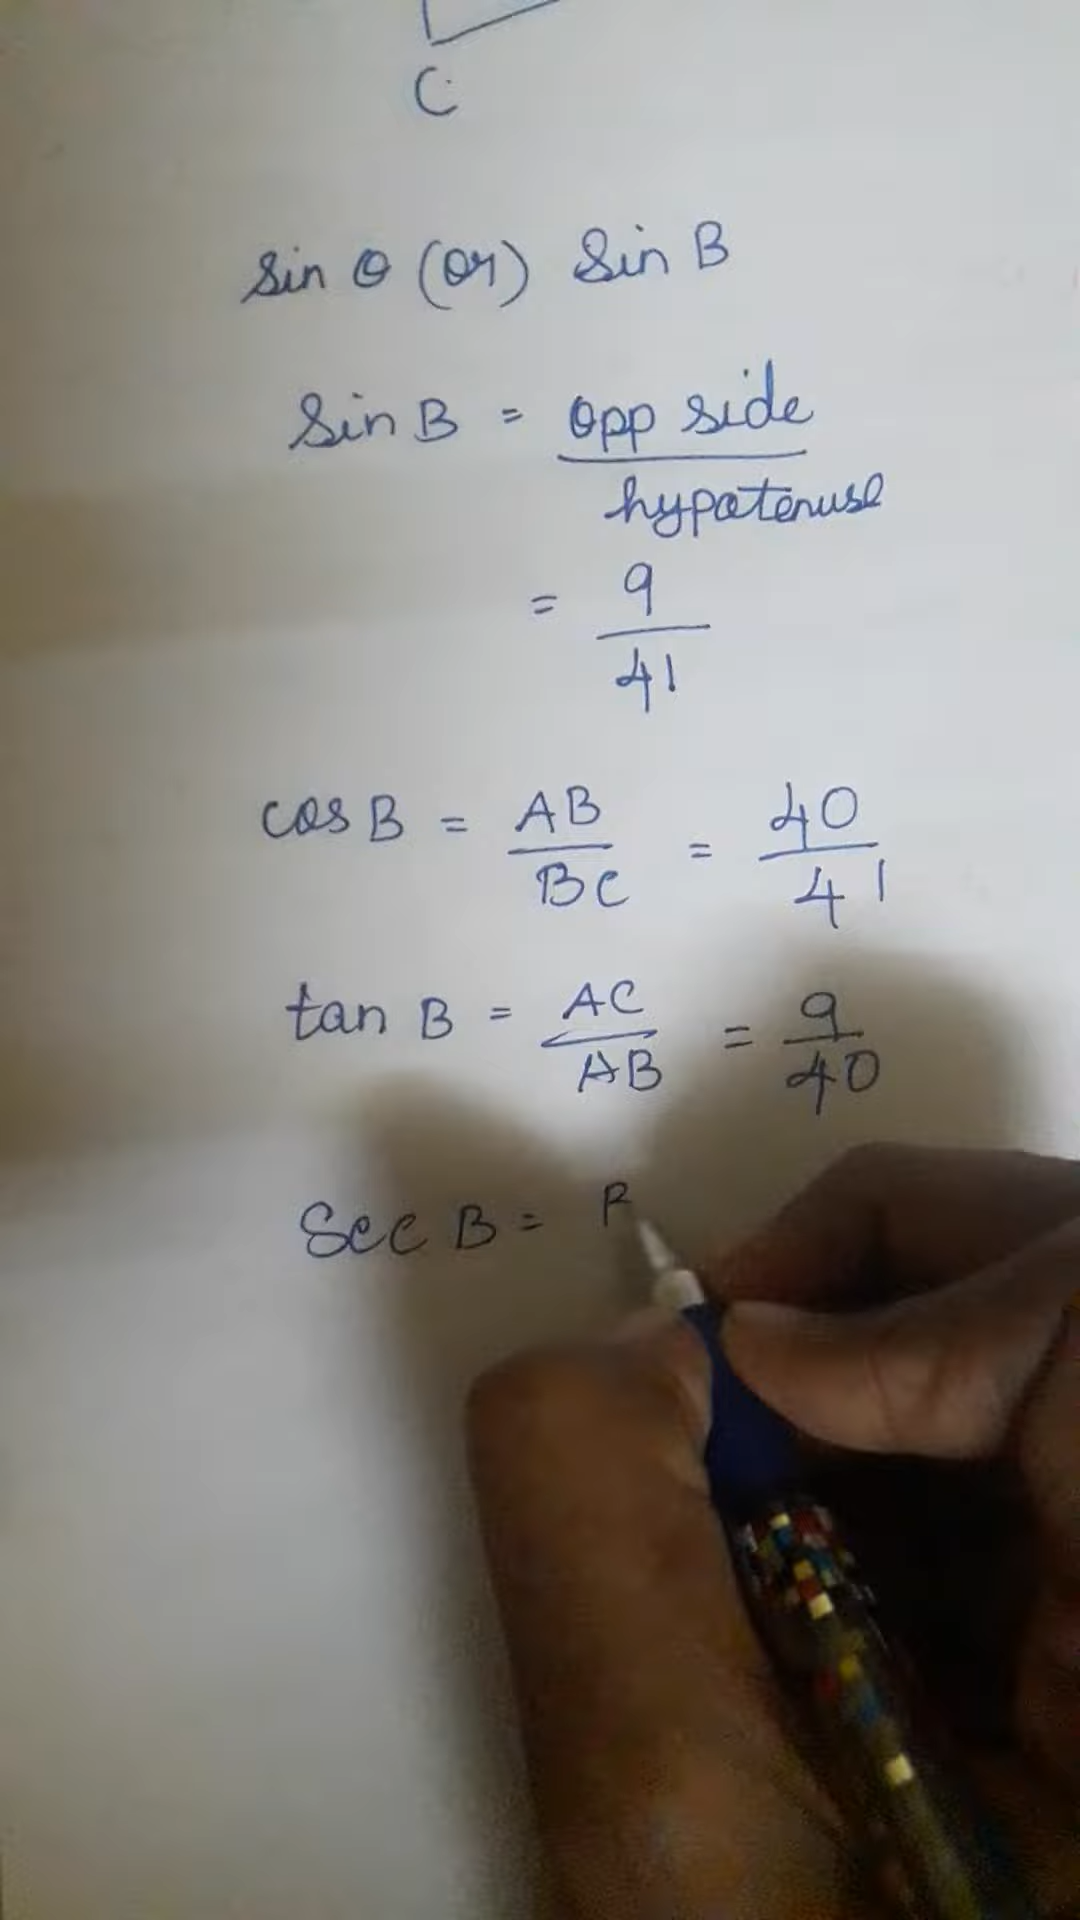 C
sin θ (or) sin B
sin B = opp side / hypotenuse
= 9/41
cos B = AB/BC = 40/41
tan B = AC/AB = 9/40
Sec B =